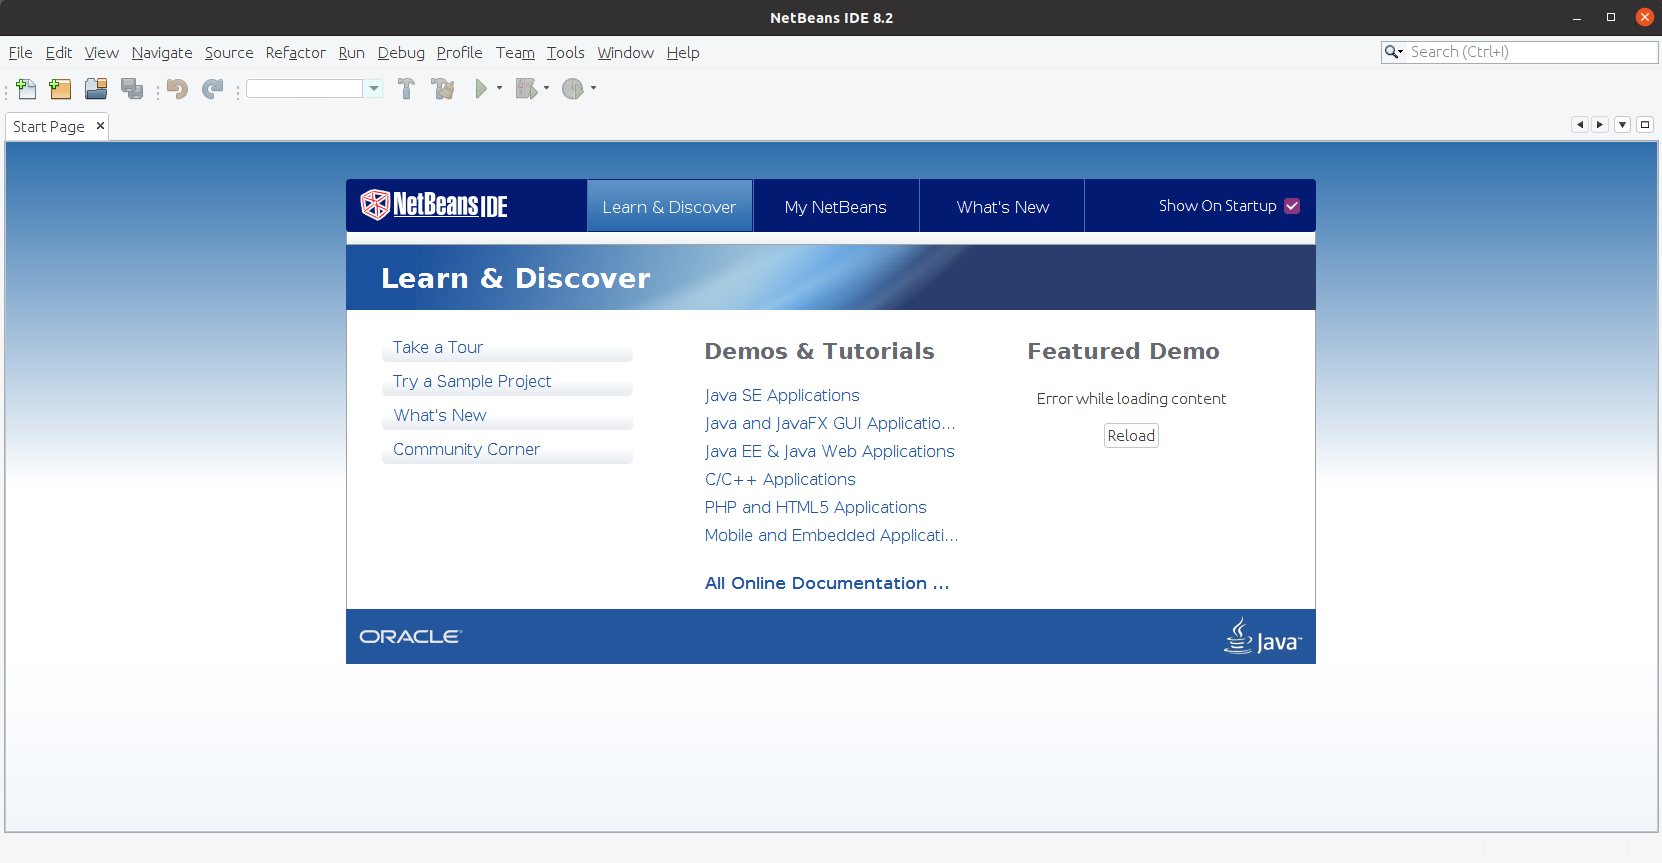 NetBeans IDE 8.2
File Edit View Navigate Source Refactor Run Debug Profile Team Tools Window Help
Search (Ctrl+I)
Start Page
NetBeans IDE
Learn & Discover
My NetBeans
What's New
Show On Startup
Learn & Discover
Take a Tour
Try a Sample Project
What's New
Community Corner
Demos & Tutorials
Java SE Applications
Java and JavaFX GUI Applicatio...
Java EE & Java Web Applications
C/C++ Applications
PHP and HTML5 Applications
Mobile and Embedded Applicati...
All Online Documentation ...
Featured Demo
Error while loading content
Reload
ORACLE
Java™